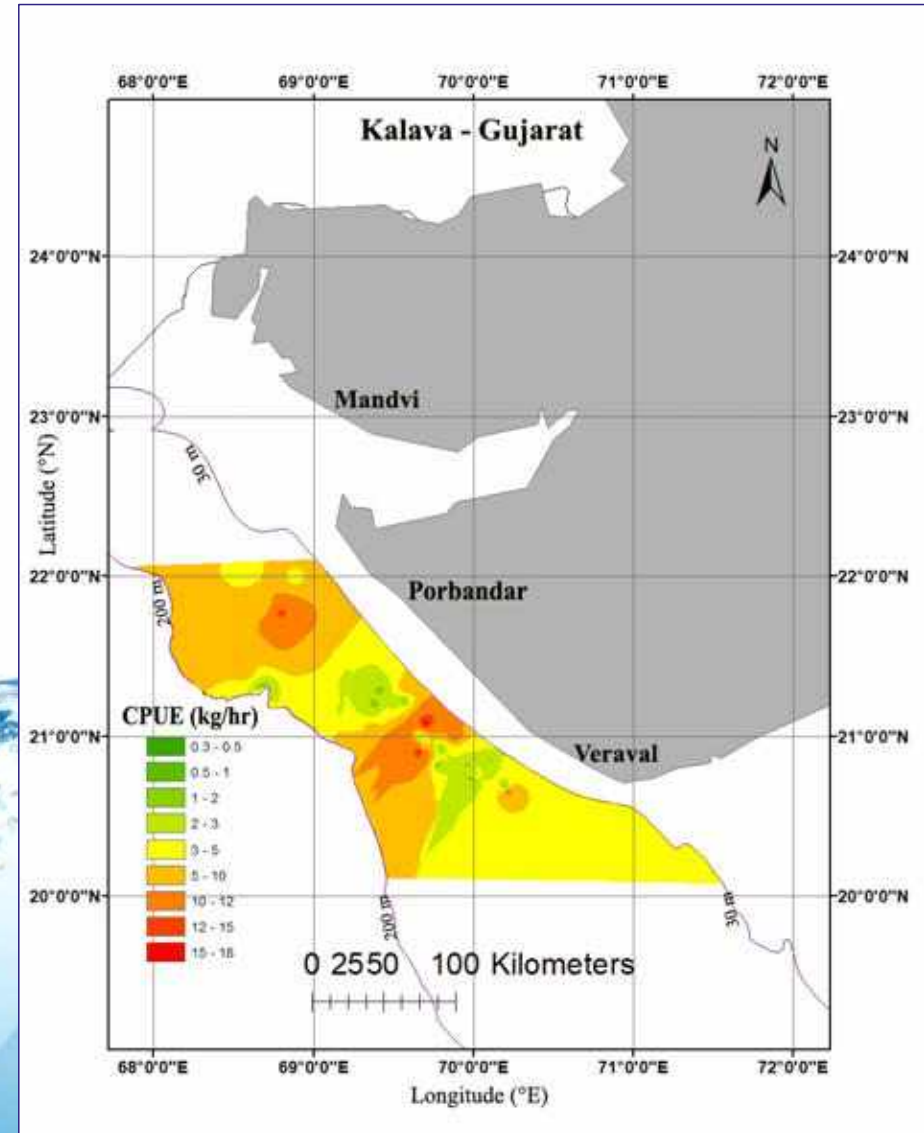 68°0'0"E 69°0'0"E 70°0'0"E 71°0'0"E 72°0'0"E
Kalava - Gujarat
N
24°0'0"N 24°0'0"N
Mandvi
23°0'0"N 23°0'0"N
Latitude (°N)
30 m
22°0'0"N 22°0'0"N
200 m
Porbandar
CPUE (kg/hr)
21°0'0"N 21°0'0"N
Veraval
0.3 - 0.5
0.5 - 1
1 - 2
2 - 3
3 - 5
5 - 10
10 - 12
12 - 15
15 - 18
20°0'0"N 20°0'0"N
200 m
30 m
0 2550 100 Kilometers
68°0'0"E 69°0'0"E 70°0'0"E 71°0'0"E 72°0'0"E
Longitude (°E)